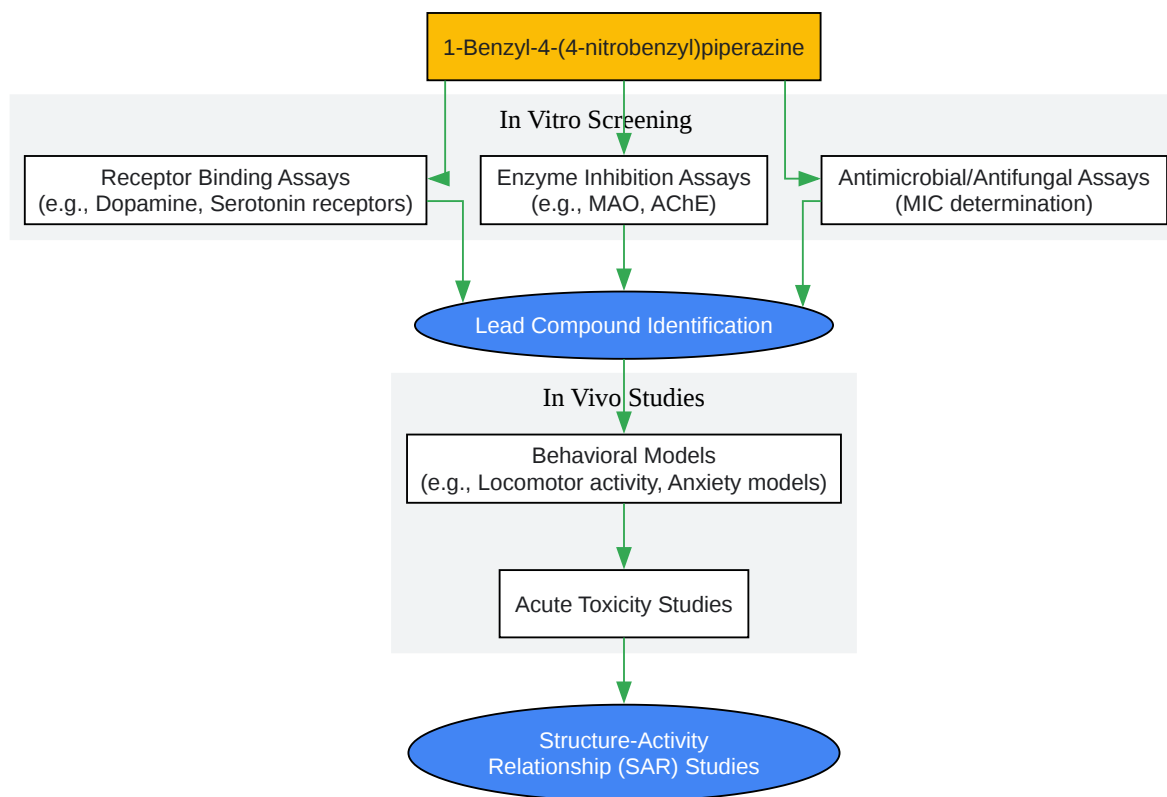 1-Benzyl-4-(4-nitrobenzyl)piperazine
In Vitro Screening
Receptor Binding Assays
(e.g., Dopamine, Serotonin receptors)
Enzyme Inhibition Assays
(e.g., MAO, AChE)
Antimicrobial/Antifungal Assays
(MIC determination)
Lead Compound Identification
In Vivo Studies
Behavioral Models
(e.g., Locomotor activity, Anxiety models)
Acute Toxicity Studies
Structure-Activity
Relationship (SAR) Studies